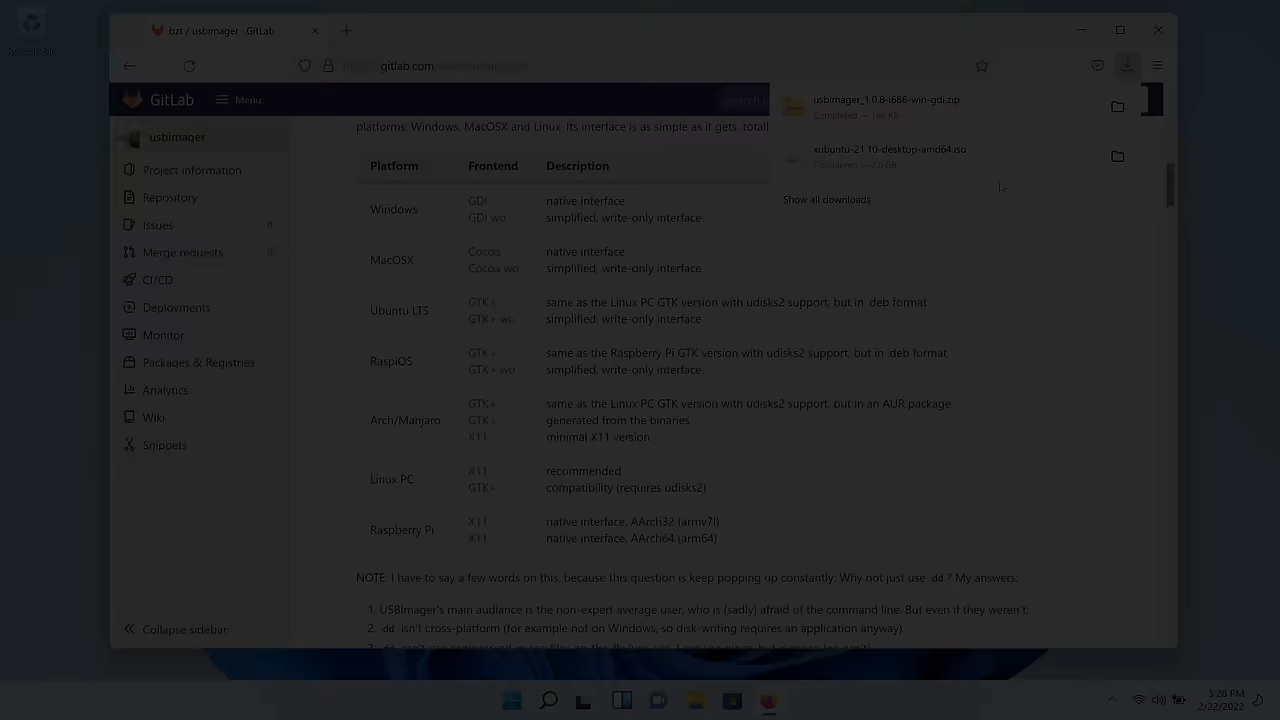 bzt / usbimager · GitLab
gitlab.com
GitLab
Menu
usbimager_1.0.8-i686-win-gdi.zip
Completed — 186 KB
xubuntu-21.10-desktop-amd64.iso
Completed — 2.0 GB
Show all downloads
usbimager
Project information
Repository
Issues 0
Merge requests 0
CI/CD
Deployments
Monitor
Packages & Registries
Analytics
Wiki
Snippets
Collapse sidebar
platforms: Windows, MacOSX and Linux. Its interface is as simple as it gets, totall
Platform Frontend Description
Windows GDI native interface
GDI wo simplified, write-only interface
MacOSX Cocoa native interface
Cocoa wo simplified, write-only interface
Ubuntu LTS GTK+ same as the Linux PC GTK version with udisks2 support, but in .deb format
GTK+ wo simplified, write-only interface
RaspiOS GTK+ same as the Raspberry Pi GTK version with udisks2 support, but in .deb format
GTK+ wo simplified, write-only interface
Arch/Manjaro GTK+ same as the Linux PC GTK version with udisks2 support, but in an AUR package
GTK+ generated from the binaries
X11 minimal X11 version
Linux PC X11 recommended
GTK+ compatibility (requires udisks2)
Raspberry Pi X11 native interface, AArch32 (armv7l)
X11 native interface, AArch64 (arm64)
NOTE: I have to say a few words on this, because this question is keep popping up constantly: Why not just use dd ? My answers:
1. USBImager's main audience is the non-expert average user, who is (sadly) afraid of the command line. But even if they weren't:
2. dd isn't cross-platform (for example not on Windows, so disk-writing requires an application anyway).
5:28 PM
2/22/2022